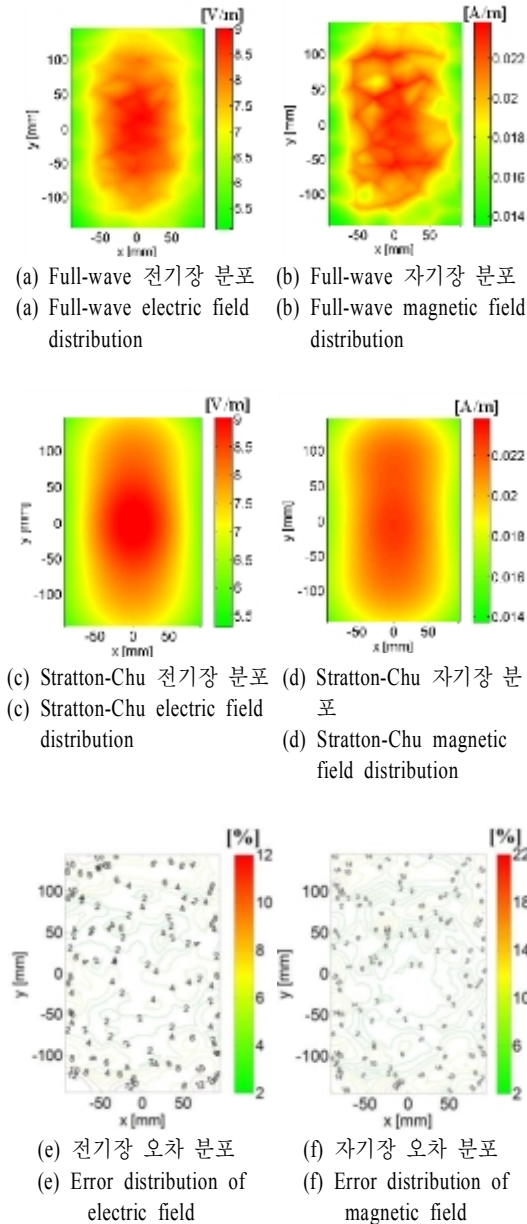 [V/m]
9
8.5
8
7.5
7
6.5
6
5.5
100
50
0
-50
-100
y [mm]
-50 0 50
x [mm]
[A/m]
0.022
0.02
0.018
0.016
0.014
100
50
0
-50
-100
y [mm]
-50 0 50
x [mm]
(a) Full-wave 전기장 분포
(a) Full-wave electric field
distribution
(b) Full-wave 자기장 분포
(b) Full-wave magnetic field
distribution
[V/m]
9
8.5
8
7.5
7
6.5
6
5.5
100
50
0
-50
-100
y [mm]
-50 0 50
x [mm]
[A/m]
0.022
0.02
0.018
0.016
0.014
100
50
0
-50
-100
y [mm]
-50 0 50
x [mm]
(c) Stratton-Chu 전기장 분포
(c) Stratton-Chu electric field
distribution
(d) Stratton-Chu 자기장 분
포
(d) Stratton-Chu magnetic
field distribution
[%]
12
10
8
6
4
2
100
50
0
-50
-100
y [mm]
-50 0 50
x [mm]
[%]
22
18
14
10
6
2
100
50
0
-50
-100
y [mm]
-50 0 50
x [mm]
(e) 전기장 오차 분포
(e) Error distribution of
electric field
(f) 자기장 오차 분포
(f) Error distribution of
magnetic field